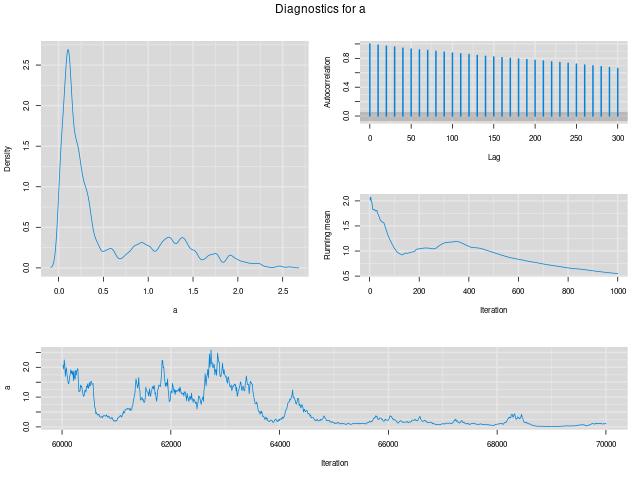 Diagnostics for a
Density
0.0 0.5 1.0 1.5 2.0 2.5
0.0 0.5 1.0 1.5 2.0 2.5
a
Autocorrelation
0.0 0.4 0.8
0 50 100 150 200 250 300
Lag
Running mean
0.5 1.0 1.5 2.0
0 200 400 600 800 1000
Iteration
a
0.0 1.0 2.0
60000 62000 64000 66000 68000 70000
Iteration